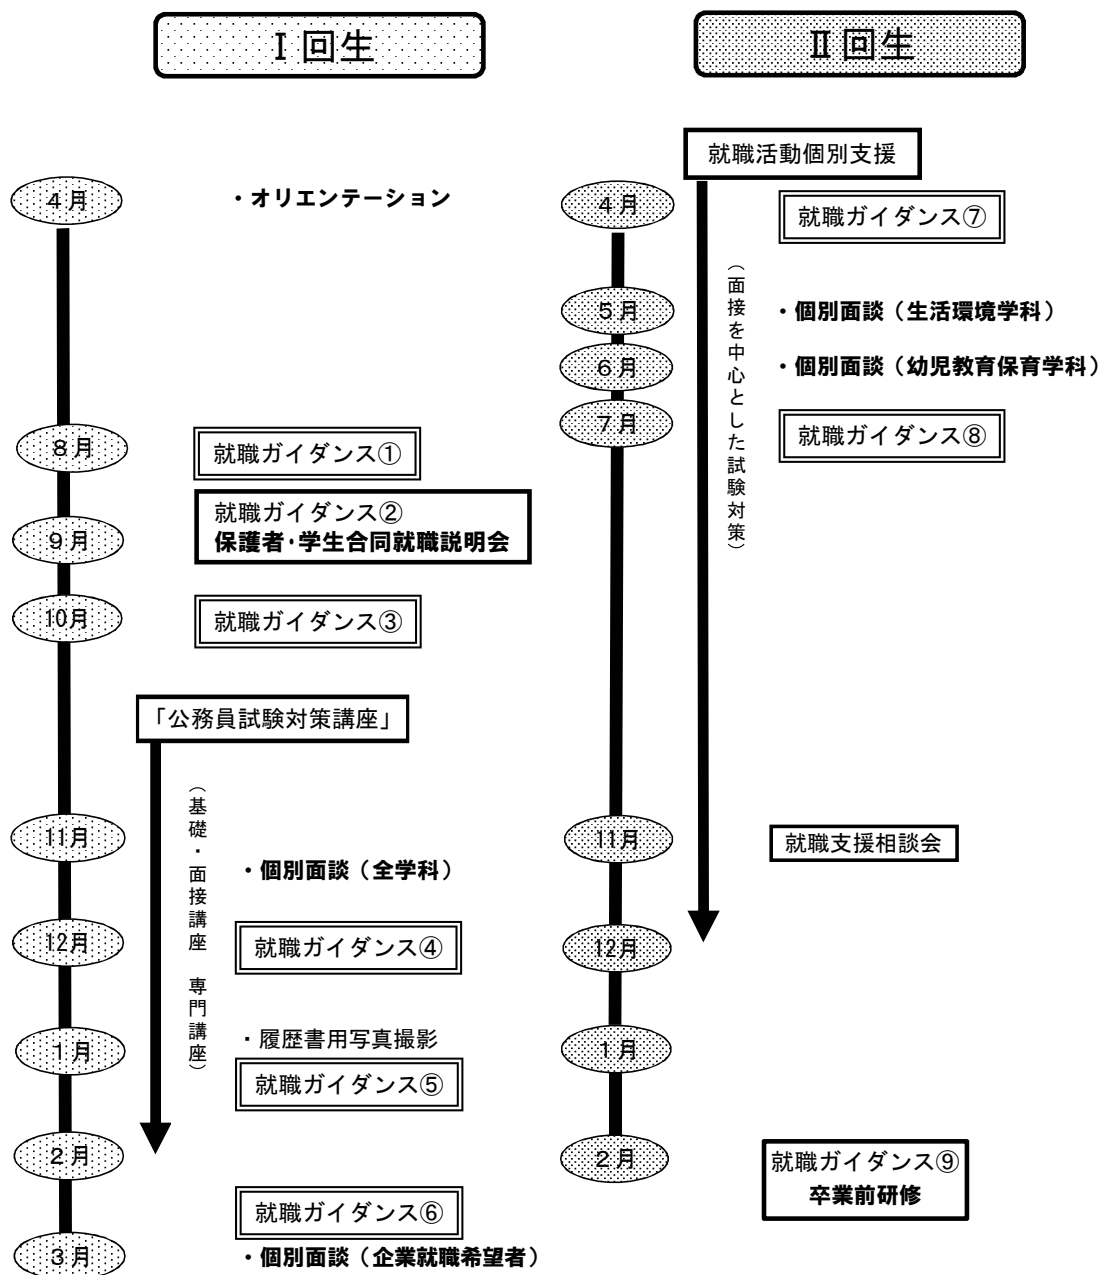 Ⅰ回生
4月
・オリエンテーション
8月
就職ガイダンス①
就職ガイダンス②
保護者・学生合同就職説明会
9月
10月
就職ガイダンス③
「公務員試験対策講座」
（基礎・面接講座　専門講座）
11月
・個別面談（全学科）
12月
就職ガイダンス④
・履歴書用写真撮影
1月
就職ガイダンス⑤
2月
就職ガイダンス⑥
3月
・個別面談（企業就職希望者）
Ⅱ回生
就職活動個別支援
4月
就職ガイダンス⑦
（面接を中心とした試験対策）
5月
・個別面談（生活環境学科）
6月
・個別面談（幼児教育保育学科）
7月
就職ガイダンス⑧
11月
就職支援相談会
12月
1月
2月
就職ガイダンス⑨
卒業前研修